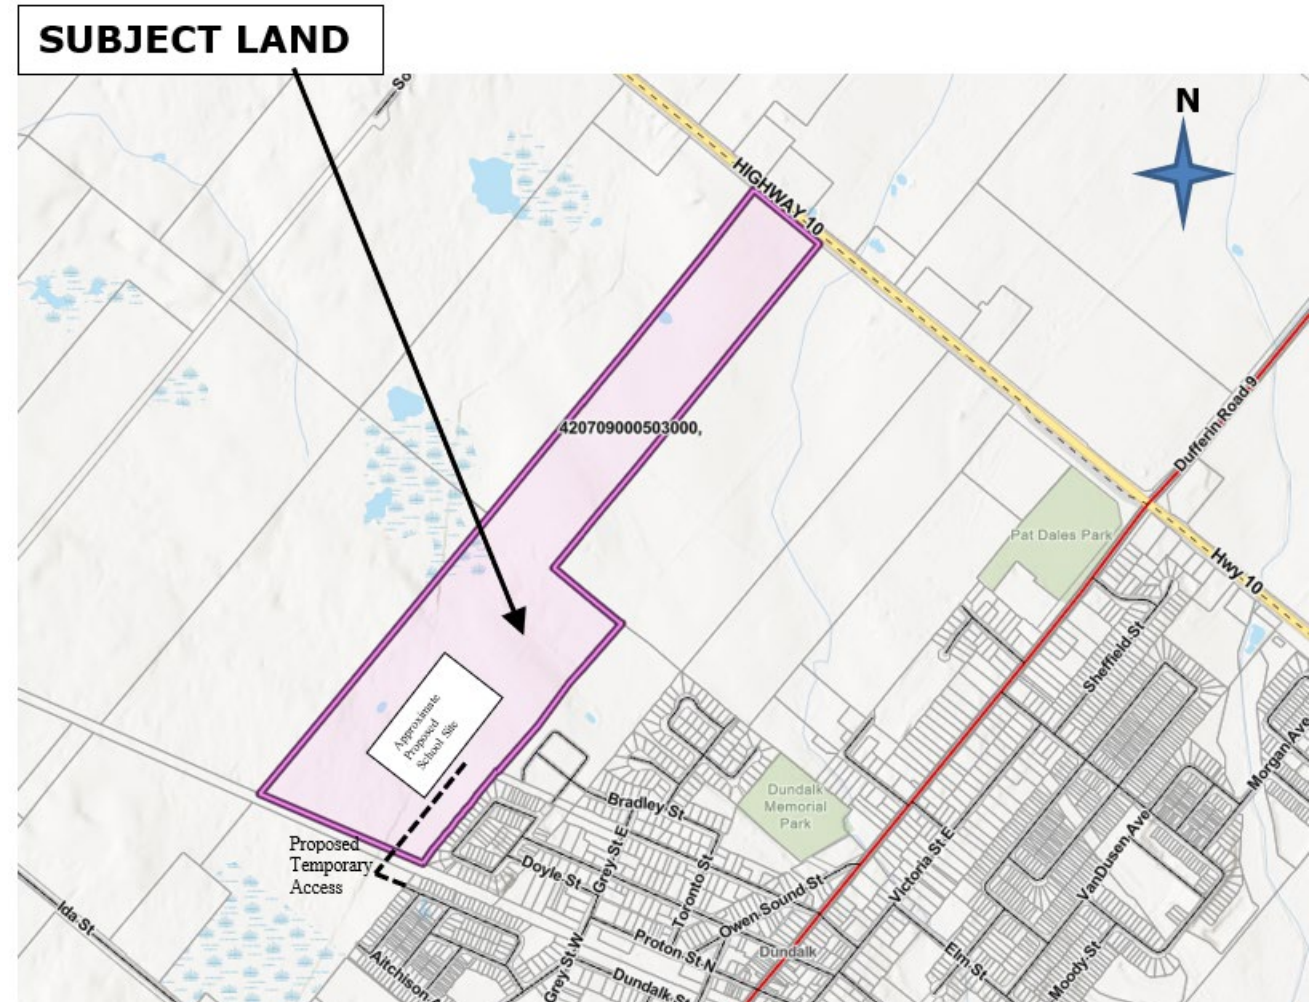 SUBJECT LAND
So
N
HIGHWAY 10
Dufferin Road 9
420709000503000,
Pat Dales Park
Hwy 10
Sheffield St
Approximate
Proposed
School Site
Morgan Ave
Dundalk
Memorial
Park
Bradley St
Proposed
Temporary
Access
Grey St E
Doyle St
Toronto St
Victoria St E
VanDusen Ave
Owen Sound St
Ida St
Proton St N
Dundalk
Elm St
Moody St
Grey St W
Aitchison A
Dundalk St